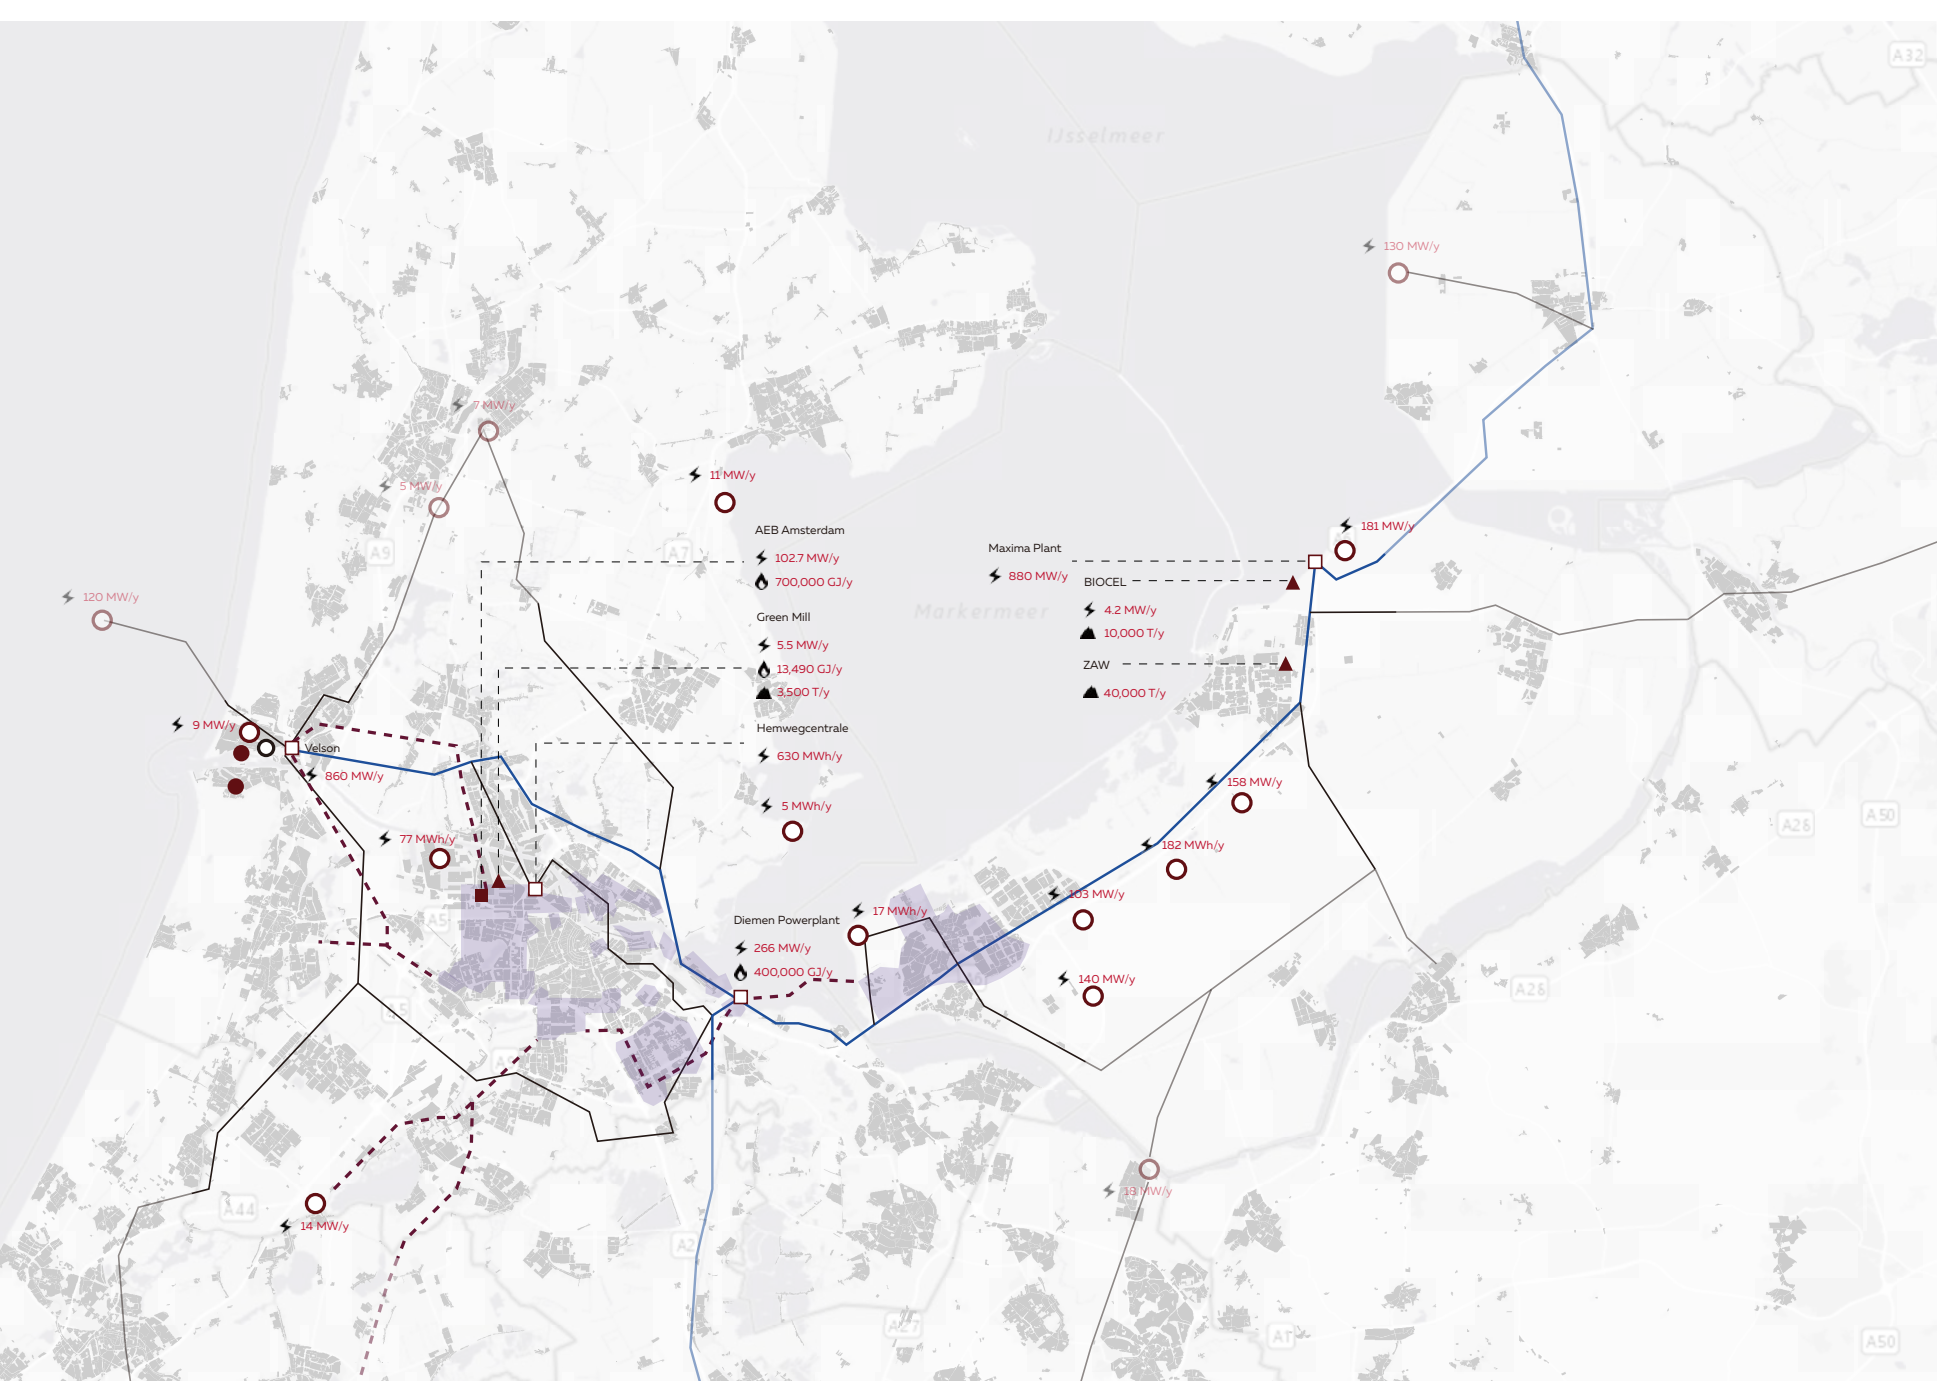 A32
IJsselmeer
130 MW/y
7 MW/y
5 MW/y
11 MW/y
A9
A7
AEB Amsterdam
102.7 MW/y
700,000 GJ/y
Green Mill
5.5 MW/y
13,490 GJ/y
3,500 T/y
Hemwegcentrale
630 MWh/y
5 MWh/y
Maxima Plant
880 MW/y
BIOCEL
4.2 MW/y
10,000 T/y
ZAW
40,000 T/y
181 MW/y
Markermeer
120 MW/y
9 MW/y
Velson
860 MW/y
77 MWh/y
158 MW/y
182 MWh/y
103 MW/y
140 MW/y
A28
A50
A5
Diemen Powerplant
266 MW/y
400,000 GJ/y
17 MWh/y
A28
18 MW/y
A44
14 MW/y
A2
A27
A1
A50